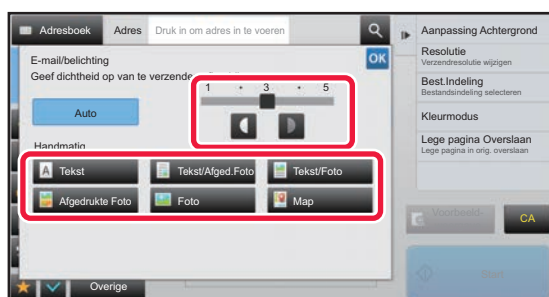 Adresboek Adres Druk in om adres in te voeren
E-mail/belichting OK
Geef dichtheid op van te verzenden
1 • 3 • 5
Auto
Handmatig
Tekst Tekst/Afged.Foto Tekst/Foto
Afgedrukte Foto Foto Map
Overige
Aanpassing Achtergrond
Resolutie
Verzendresolutie wijzigen
Best.Indeling
Bestandsindeling selecteren
Kleurmodus
Lege pagina Overslaan
Lege pagina in orig. overslaan
Voorbeeld- CA
Start